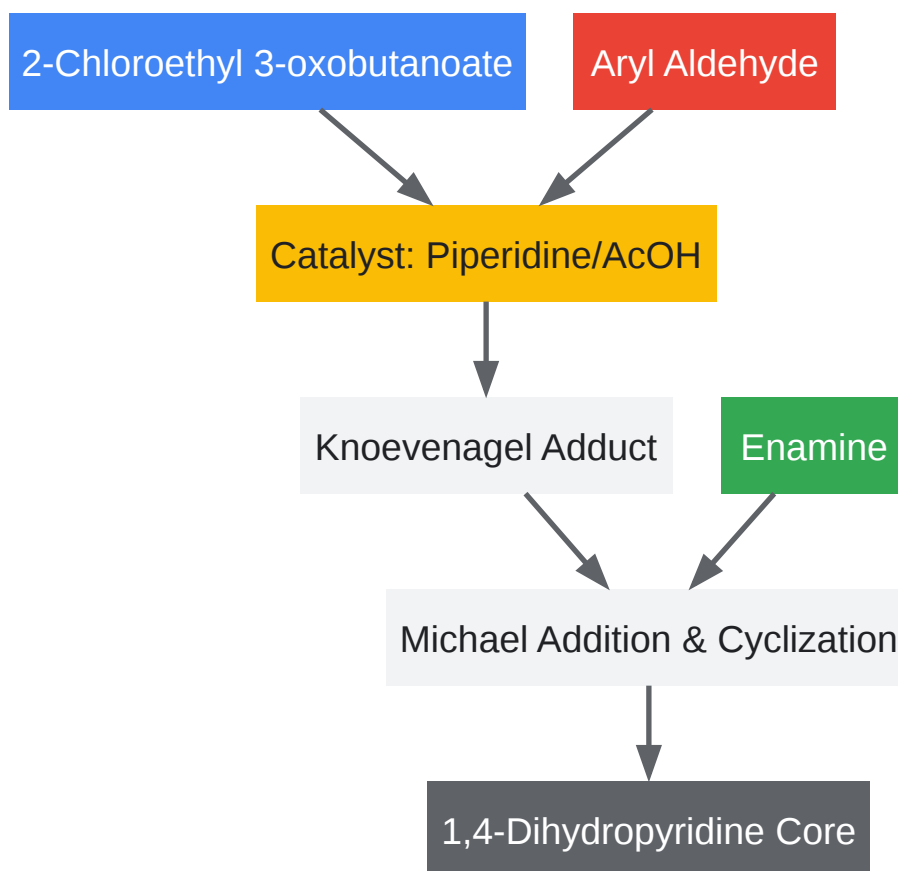 2-Chloroethyl 3-oxobutanoate
Aryl Aldehyde
Catalyst: Piperidine/AcOH
Knoevenagel Adduct
Enamine
Michael Addition & Cyclization
1,4-Dihydropyridine Core